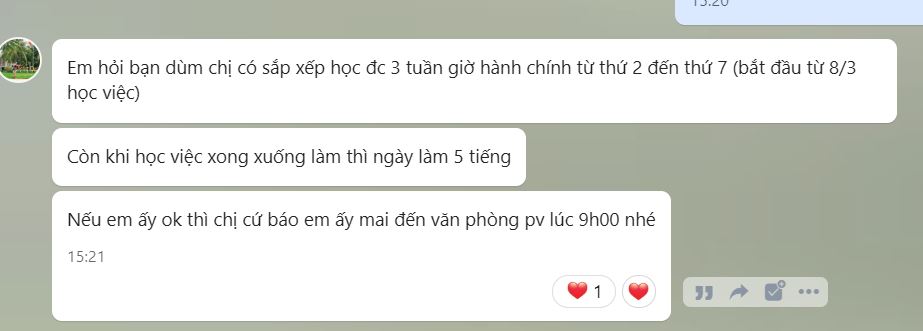 15:20
Em hỏi bạn dùm chị có sắp xếp học đc 3 tuần giờ hành chính từ thứ 2 đến thứ 7 (bắt đầu từ 8/3
học việc)
Còn khi học việc xong xuống làm thì ngày làm 5 tiếng
Nếu em ấy ok thì chị cứ báo em ấy mai đến văn phòng pv lúc 9h00 nhé
15:21
1